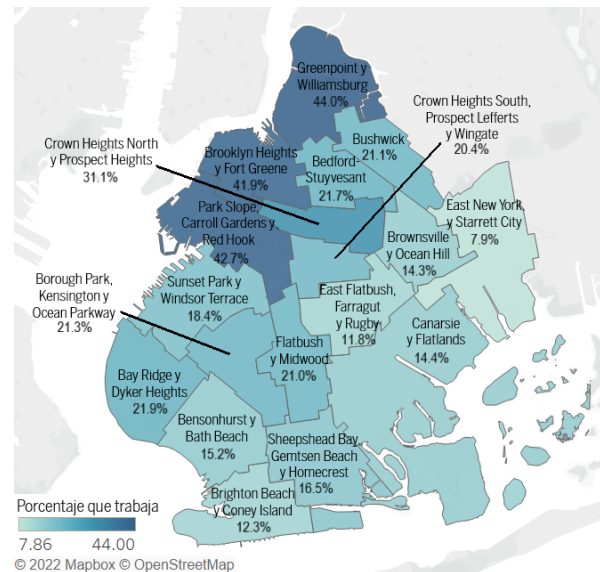 Greenpoint y
Williamsburg
44.0%
Crown Heights South,
Prospect Lefferts
y Wingate
20.4%
Crown Heights North
y Prospect Heights
31.1%
Brooklyn Heights
y Fort Greene
41.9%
Bushwick
21.1%
Bedford-
Stuyvesant
21.7%
Park Slope,
Carroll Gardens y
Red Hook
42.7%
East New York,
y Starrett City
7.9%
Brownsville
y Ocean Hill
14.3%
Borough Park,
Kensington y
Ocean Parkway
21.3%
Sunset Park y
Windsor Terrace
18.4%
East Flatbush,
Farragut
y Rugby
11.8%
Canarsie
y Flatlands
14.4%
Flatbush
y Midwood
21.0%
Bay Ridge y
Dyker Heights
21.9%
Bensonhurst y
Bath Beach
15.2%
Sheepshead Bay,
Gerntsen Beach
y Homecrest
16.5%
Brighton Beach
y Coney Island
12.3%
Porcentaje que trabaja
7.86 44.00
© 2022 Mapbox © OpenStreetMap